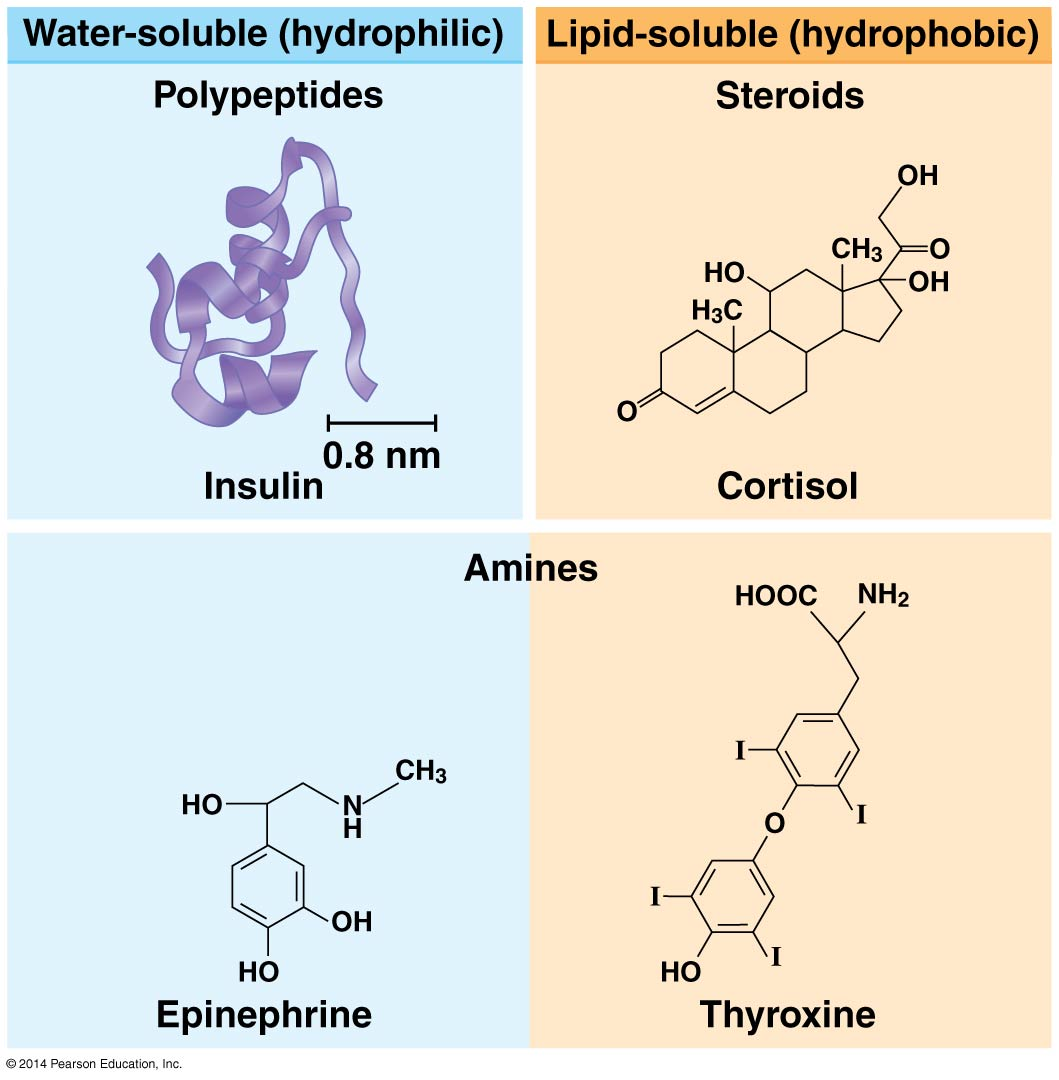 Water-soluble (hydrophilic)
Lipid-soluble (hydrophobic)
Polypeptides
0.8 nm
Insulin
Steroids
OH
CH₃
O
HO
OH
H₃C
O
Cortisol
Amines
CH₃
HO
N
H
OH
HO
Epinephrine
HOOC
NH₂
I
I
O
I
I
HO
Thyroxine
© 2014 Pearson Education, Inc.